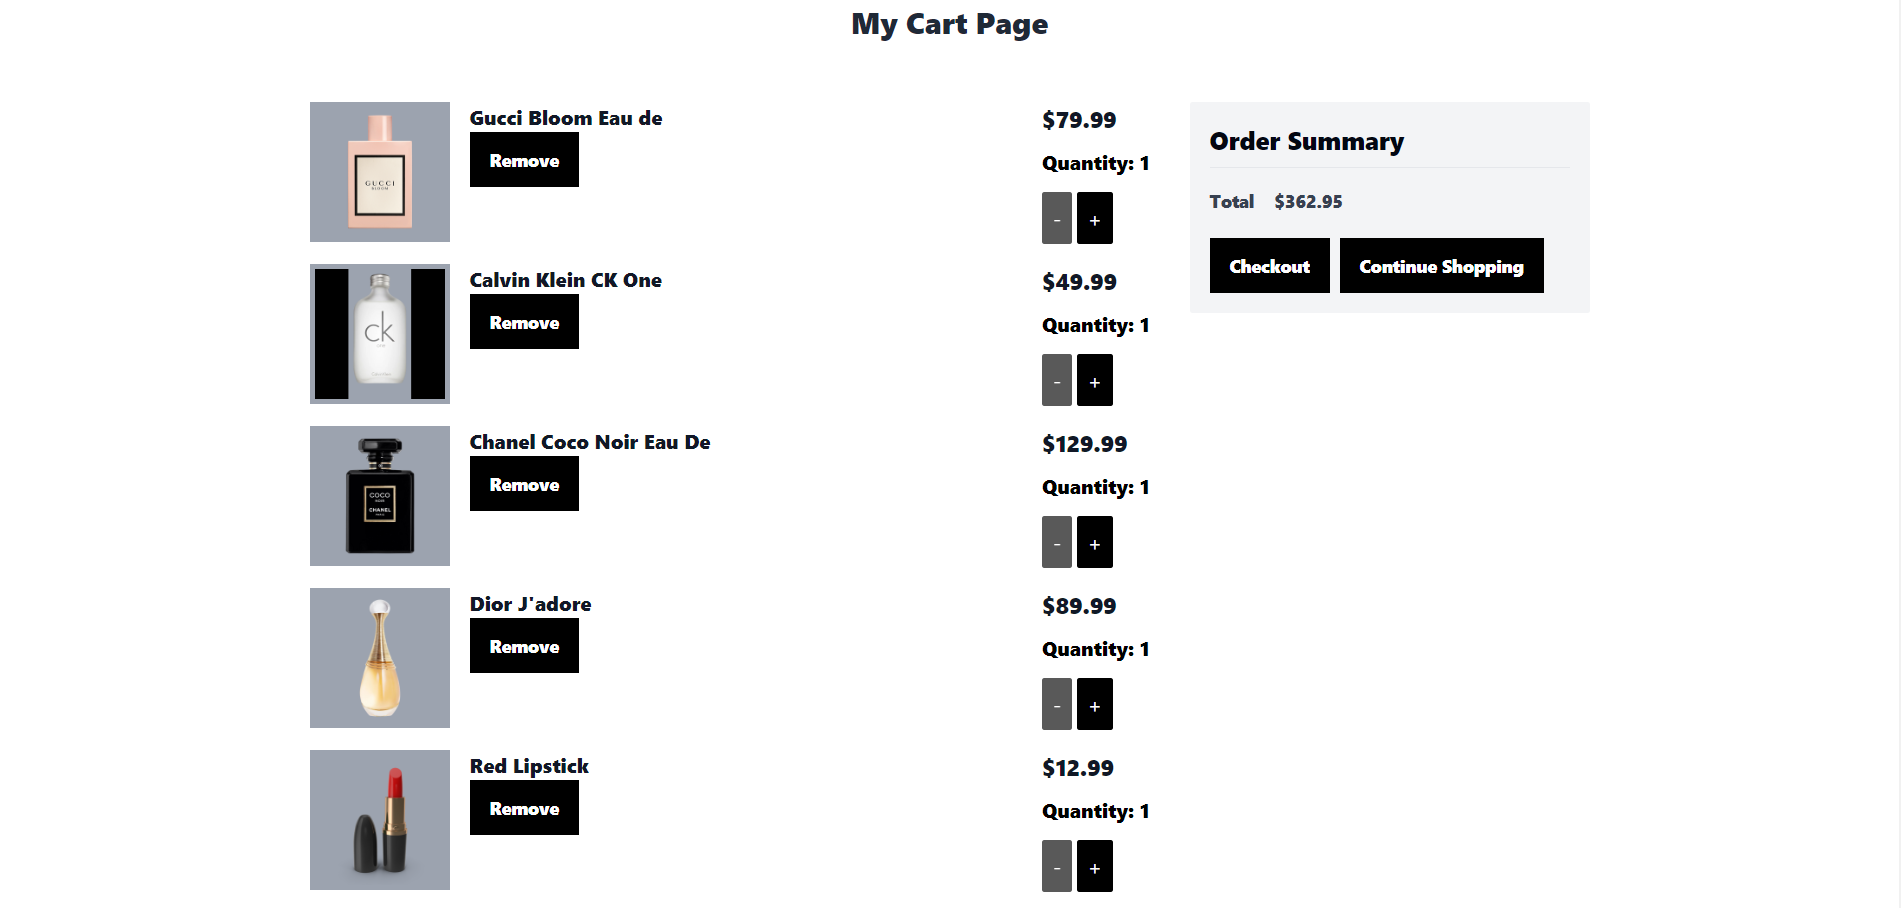 My Cart Page
Gucci Bloom Eau de
Remove
$79.99
Quantity: 1
- +
GUCCI
BLOOM
Calvin Klein CK One
Remove
$49.99
Quantity: 1
- +
ck
Chanel Coco Noir Eau De
Remove
$129.99
Quantity: 1
- +
COCO
NOIR
CHANEL
PARIS
Dior J'adore
Remove
$89.99
Quantity: 1
- +
Red Lipstick
Remove
$12.99
Quantity: 1
- +
Order Summary
Total $362.95
Checkout Continue Shopping